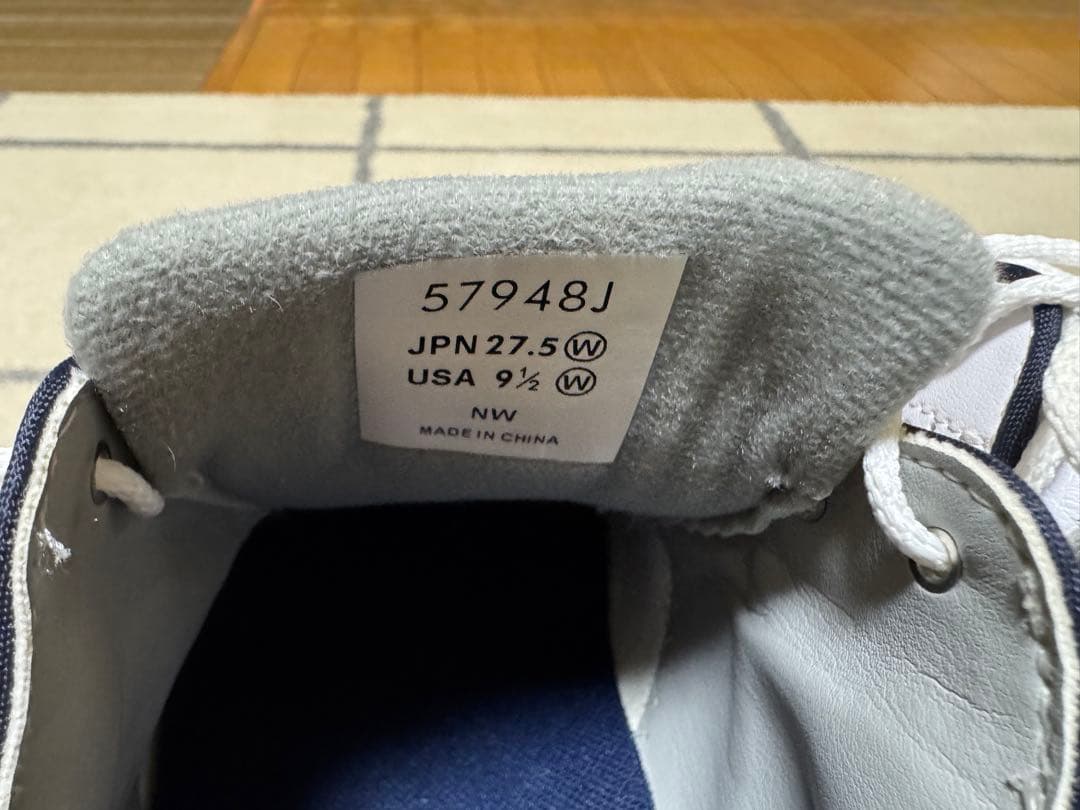 57948J
JPN 27.5 Ⓦ
USA 9½ Ⓦ
NW
MADE IN CHINA